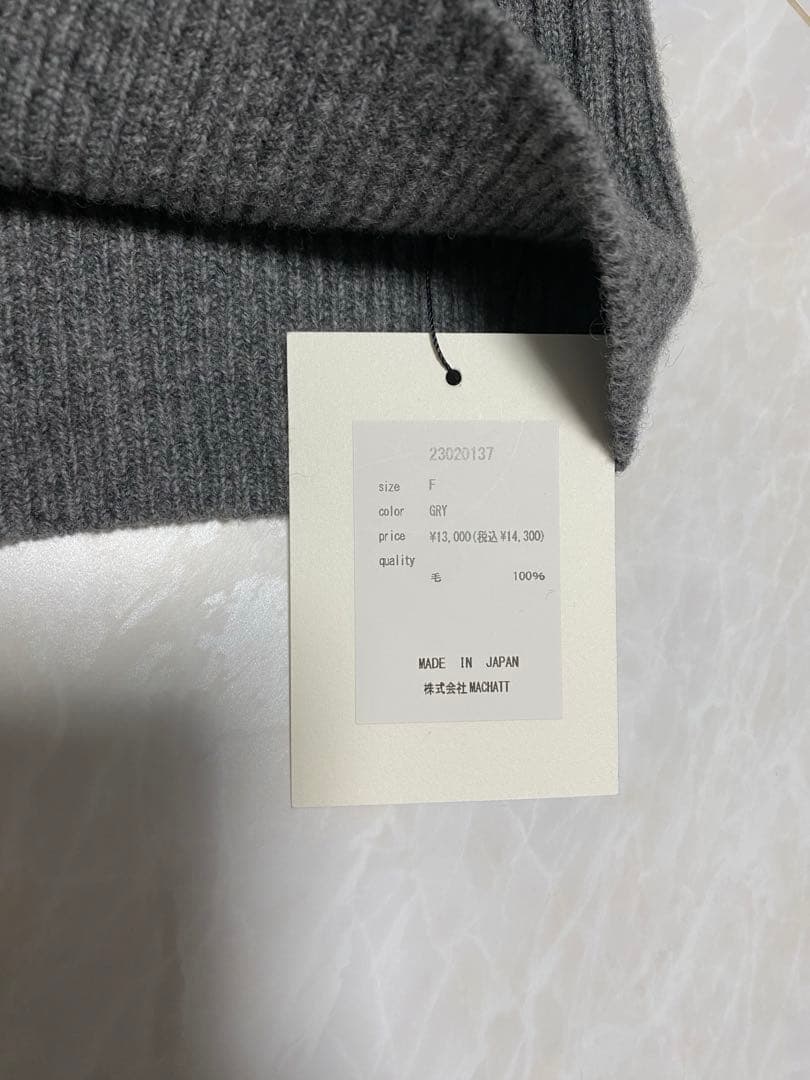 23020137
size F
color GRY
price ¥13,000(税込¥14,300)
quality
毛 100%
MADE IN JAPAN
株式会社MACHATT